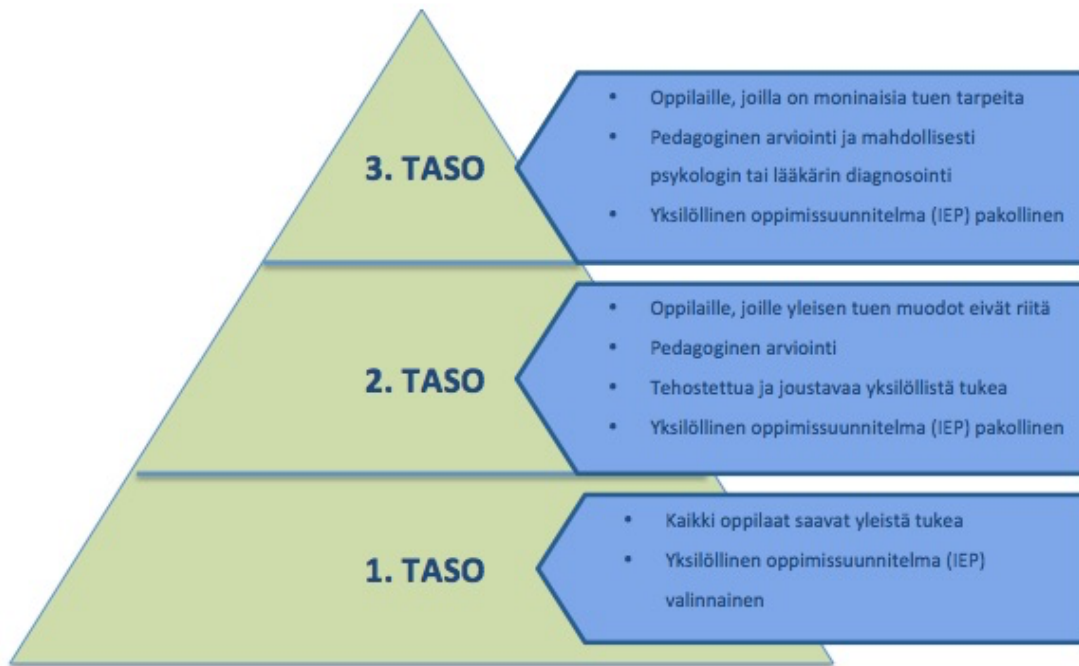 3. TASO
• Oppilaille, joilla on moninaisia tuen tarpeita
• Pedagoginen arviointi ja mahdollisesti
psykologin tai lääkärin diagnosointi
• Yksilöllinen oppimissuunnitelma (IEP) pakollinen
2. TASO
• Oppilaille, joille yleisen tuen muodot eivät riitä
• Pedagoginen arviointi
• Tehostettua ja joustavaa yksilöllistä tukea
• Yksilöllinen oppimissuunnitelma (IEP) pakollinen
1. TASO
• Kaikki oppilaat saavat yleistä tukea
• Yksilöllinen oppimissuunnitelma (IEP)
valinnainen